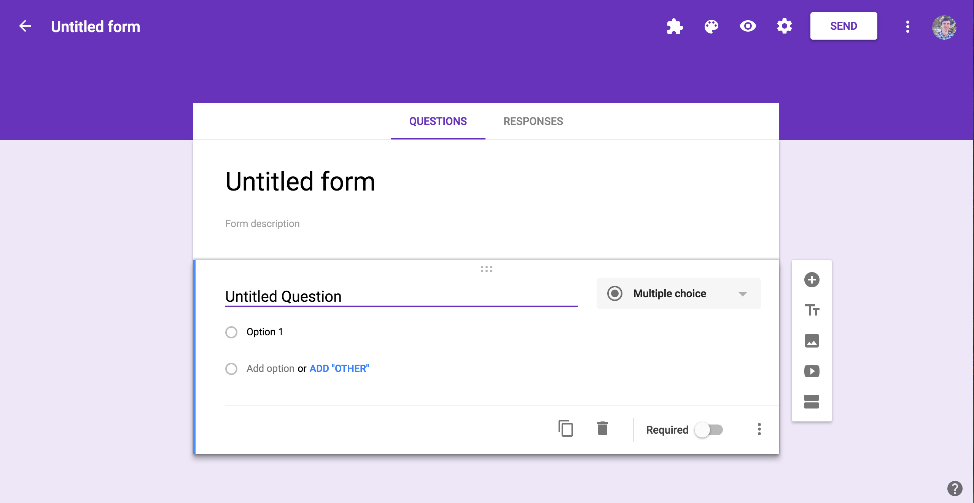 Untitled form
SEND
QUESTIONS RESPONSES
Untitled form
Form description
Untitled Question
Multiple choice
Option 1
Add option or ADD "OTHER"
Required